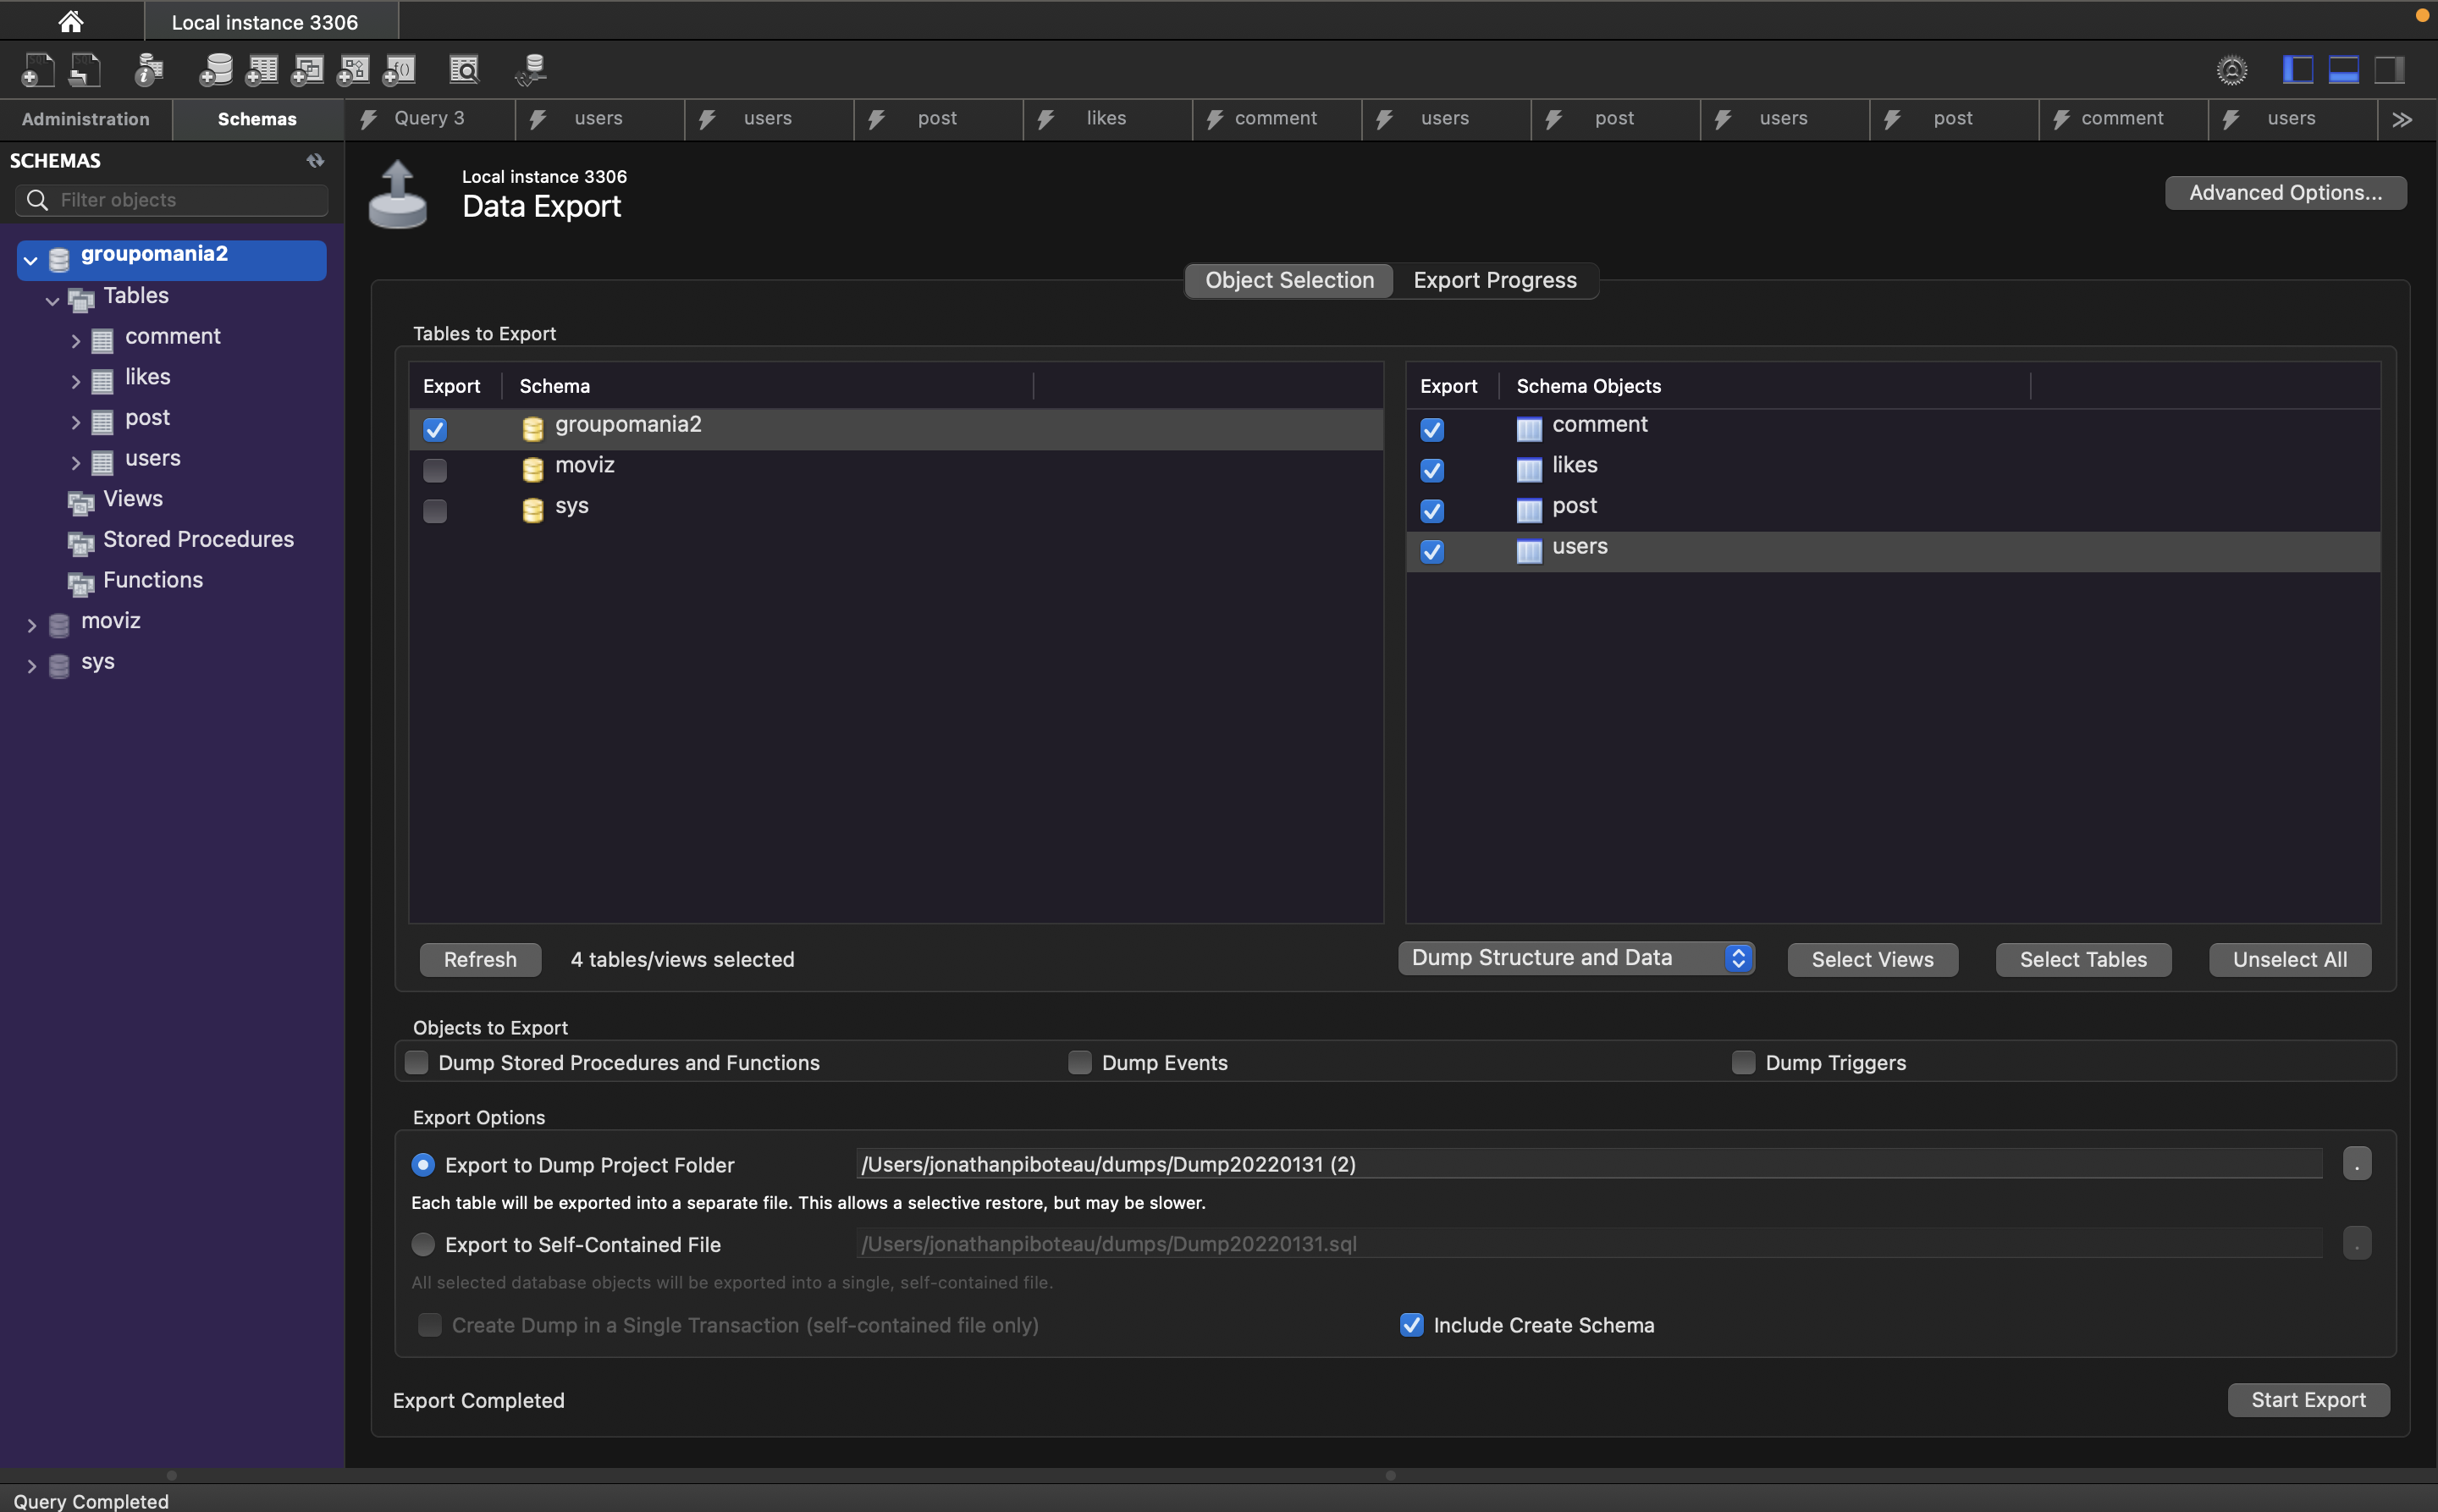 Local instance 3306
Administration
Schemas
Query 3
users
users
post
likes
comment
users
post
users
post
comment
users
SCHEMAS
Filter objects
groupomania2
Tables
comment
likes
post
users
Views
Stored Procedures
Functions
moviz
sys
Local instance 3306
Data Export
Advanced Options...
Object Selection
Export Progress
Tables to Export
Export
Schema
groupomania2
moviz
sys
Export
Schema Objects
comment
likes
post
users
Refresh
4 tables/views selected
Dump Structure and Data
Select Views
Select Tables
Unselect All
Objects to Export
Dump Stored Procedures and Functions
Dump Events
Dump Triggers
Export Options
Export to Dump Project Folder
/Users/jonathanpiboteau/dumps/Dump20220131 (2)
.
Each table will be exported into a separate file. This allows a selective restore, but may be slower.
Export to Self-Contained File
/Users/jonathanpiboteau/dumps/Dump20220131.sql
.
All selected database objects will be exported into a single, self-contained file.
Create Dump in a Single Transaction (self-contained file only)
Include Create Schema
Export Completed
Start Export
Query Completed